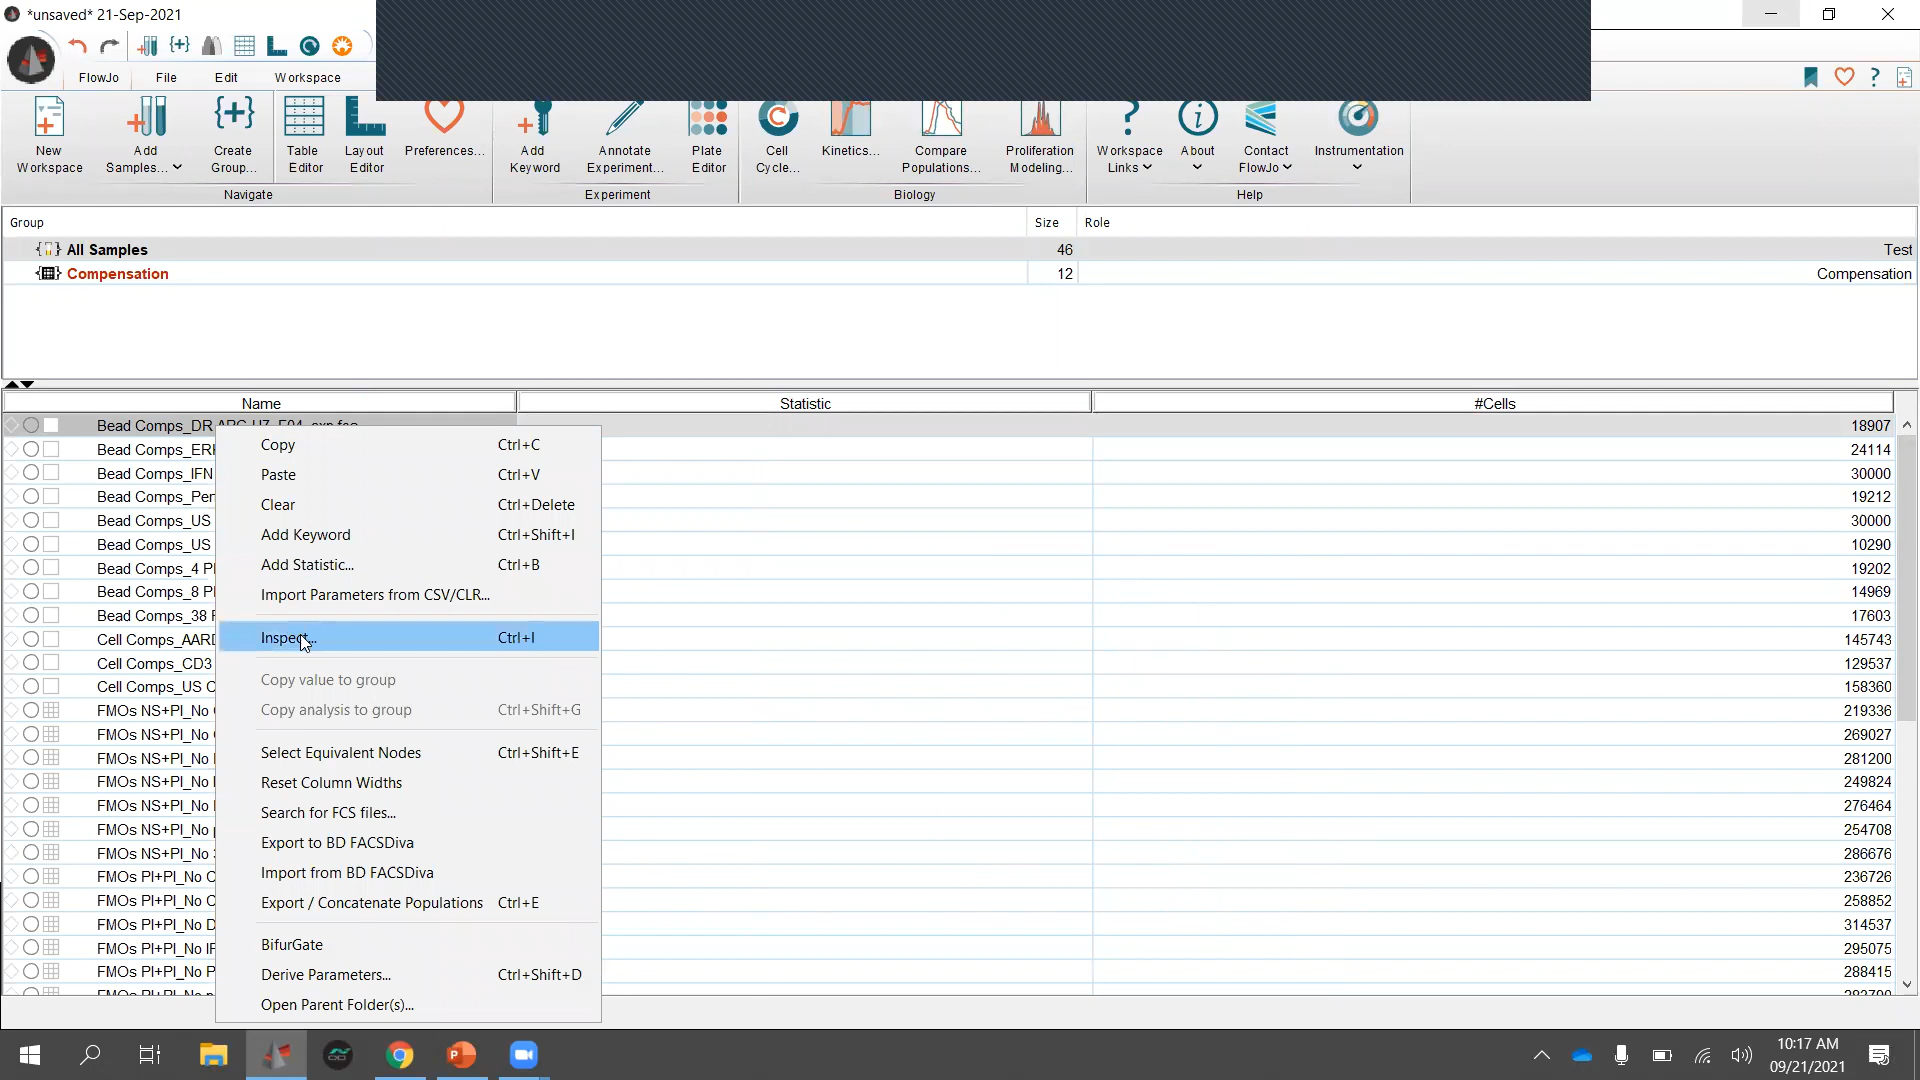 *unsaved* 21-Sep-2021
FlowJo File Edit Workspace
New Workspace
Add Samples...
Create Group...
Table Editor
Layout Editor
Preferences...
Add Keyword
Annotate Experiment...
Plate Editor
Cell Cycle...
Kinetics...
Compare Populations...
Proliferation Modeling...
Workspace Links
About
Contact FlowJo
Instrumentation
Navigate Experiment Biology Help
Group Size Role
All Samples 46 Test
Compensation 12 Compensation
Name Statistic #Cells
Bead Comps_DR 18907
Bead Comps_ER 24114
Bead Comps_IFN 30000
Bead Comps_Per 19212
Bead Comps_US 30000
Bead Comps_US 10290
Bead Comps_4 P 19202
Bead Comps_8 P 14969
Bead Comps_38 17603
Cell Comps_AARD 145743
Cell Comps_CD3 129537
Cell Comps_US C 158360
FMOs NS+PI_No 219336
FMOs NS+PI_No 269027
FMOs NS+PI_No 281200
FMOs NS+PI_No 249824
FMOs NS+PI_No 276464
FMOs NS+PI_No 254708
FMOs NS+PI_No 286676
FMOs PI+PI_No C 236726
FMOs PI+PI_No C 258852
FMOs PI+PI_No D 314537
FMOs PI+PI_No IF 295075
FMOs PI+PI_No P 288415
Copy Ctrl+C
Paste Ctrl+V
Clear Ctrl+Delete
Add Keyword Ctrl+Shift+I
Add Statistic... Ctrl+B
Import Parameters from CSV/CLR...
Inspect... Ctrl+I
Copy value to group
Copy analysis to group Ctrl+Shift+G
Select Equivalent Nodes Ctrl+Shift+E
Reset Column Widths
Search for FCS files...
Export to BD FACSDiva
Import from BD FACSDiva
Export / Concatenate Populations Ctrl+E
BifurGate
Derive Parameters... Ctrl+Shift+D
Open Parent Folder(s)...
10:17 AM
09/21/2021